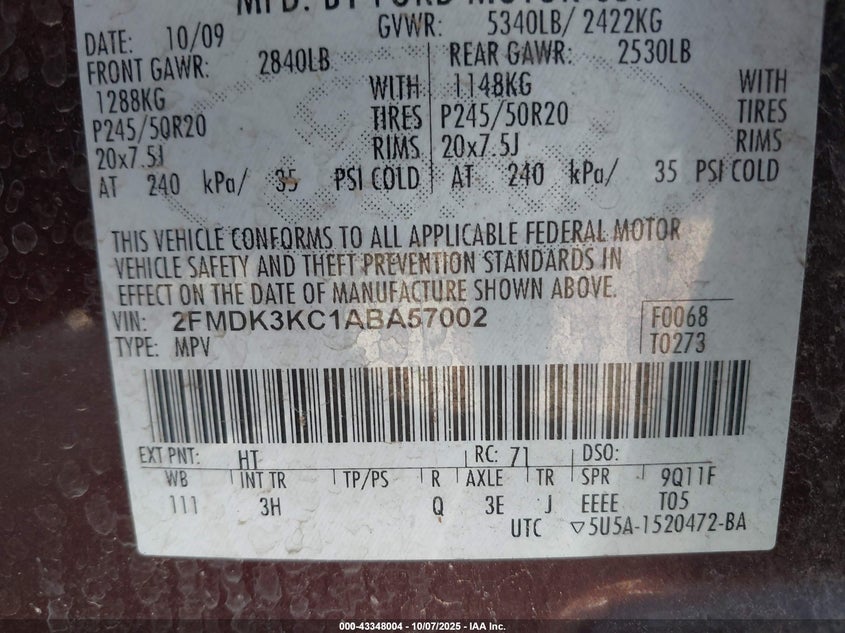 MFD. BY FORD MOTOR CO.
DATE: 10/09 GVWR: 5340LB/ 2422KG
FRONT GAWR: 2840LB REAR GAWR: 2530LB
1288KG WITH 1148KG WITH
P245/50R20 TIRES P245/50R20 TIRES
20x7.5J RIMS 20x7.5J RIMS
AT 240 kPa/ 35 PSI COLD AT 240 kPa/ 35 PSI COLD
THIS VEHICLE CONFORMS TO ALL APPLICABLE FEDERAL MOTOR
VEHICLE SAFETY AND THEFT PREVENTION STANDARDS IN
EFFECT ON THE DATE OF MANUFACTURE SHOWN ABOVE.
VIN: 2FMDK3KC1ABA57002 F0068
TYPE: MPV T0273
EXT PNT: HT RC: 71 DSO:
WB INT TR TP/PS R AXLE TR SPR 9Q11F
111 3H Q 3E J EEEE T05
UTC ▽5U5A-1520472-BA
000-43348004 - 10/07/2025 - IAA Inc.